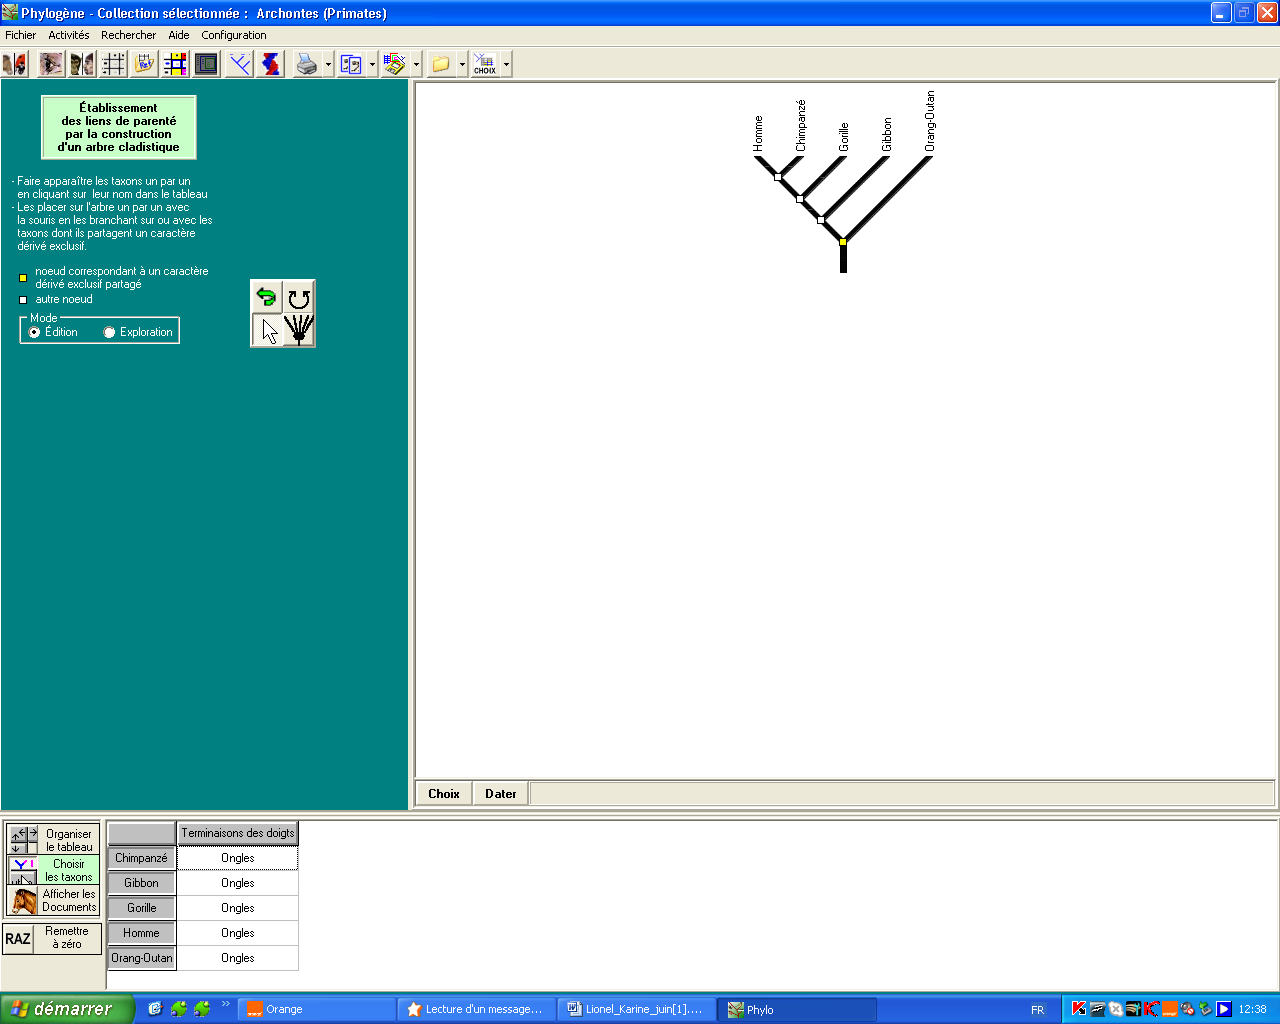 Phylogène - Collection sélectionnée : Archontes (Primates)
Fichier Activités Rechercher Aide Configuration
CHOIX
Établissement
des liens de parenté
par la construction
d'un arbre cladistique
- Faire apparaître les taxons un par un
en cliquant sur leur nom dans le tableau
- Les placer sur l'arbre un par un avec
la souris en les branchant sur ou avec les
taxons dont ils partagent un caractère
dérivé exclusif.
noeud correspondant à un caractère
dérivé exclusif partagé
autre noeud
Mode
Édition Exploration
Homme
Chimpanzé
Gorille
Gibbon
Orang-Outan
Choix Dater
Organiser
le tableau
Choisir
les taxons
Afficher les
Documents
RAZ Remettre
à zéro
Terminaisons des doigts
Chimpanzé Ongles
Gibbon Ongles
Gorille Ongles
Homme Ongles
Orang-Outan Ongles
démarrer Orange Lecture d'un message... Lionel_Karine_juin[1].... Phylo FR 12:38